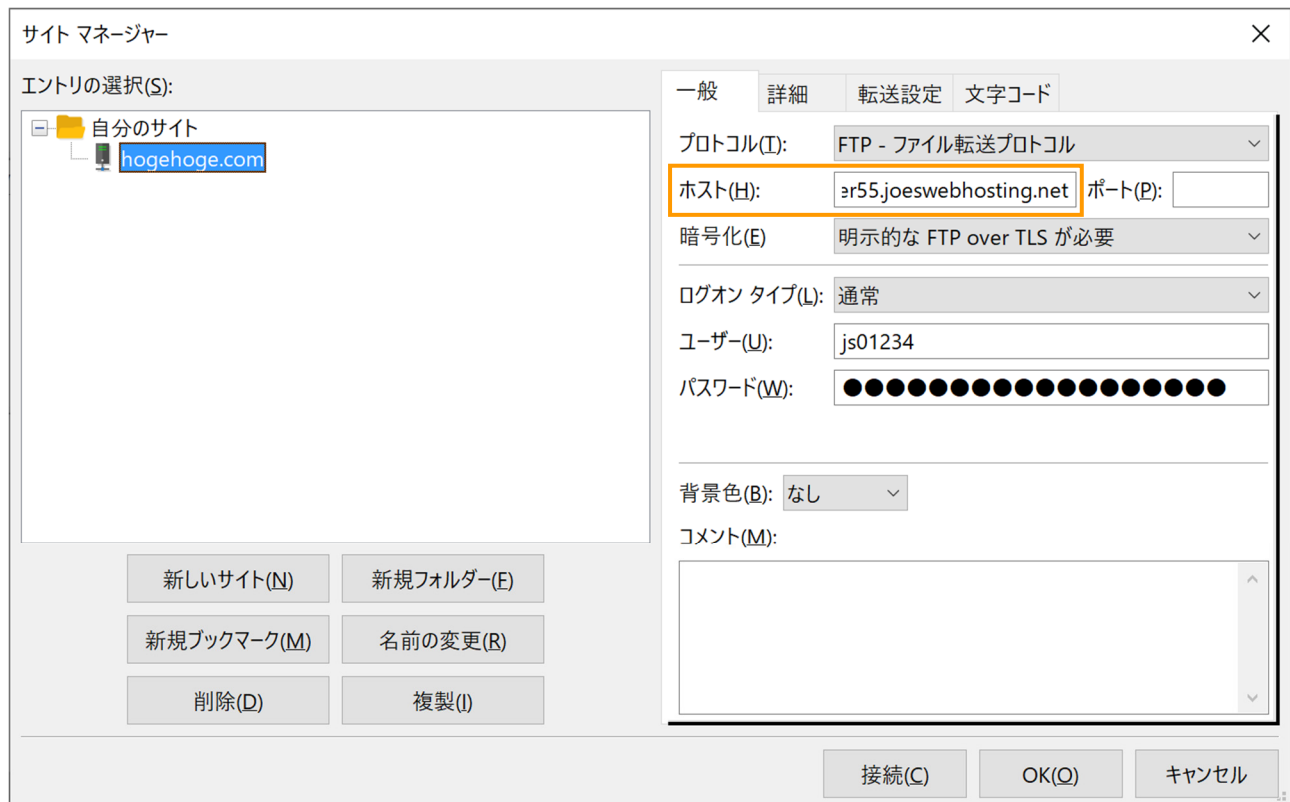 サイト マネージャー
エントリの選択(S):
自分のサイト
hogehoge.com
新しいサイト(N)
新規フォルダー(F)
新規ブックマーク(M)
名前の変更(R)
削除(D)
複製(I)
一般
詳細
転送設定
文字コード
プロトコル(T):
FTP - ファイル転送プロトコル
ホスト(H):
er55.joeswebhosting.net
ポート(P):
暗号化(E)
明示的な FTP over TLS が必要
ログオン タイプ(L):
通常
ユーザー(U):
js01234
パスワード(W):
●●●●●●●●●●●●●●●●●●
背景色(B):
なし
コメント(M):
接続(C)
OK(O)
キャンセル